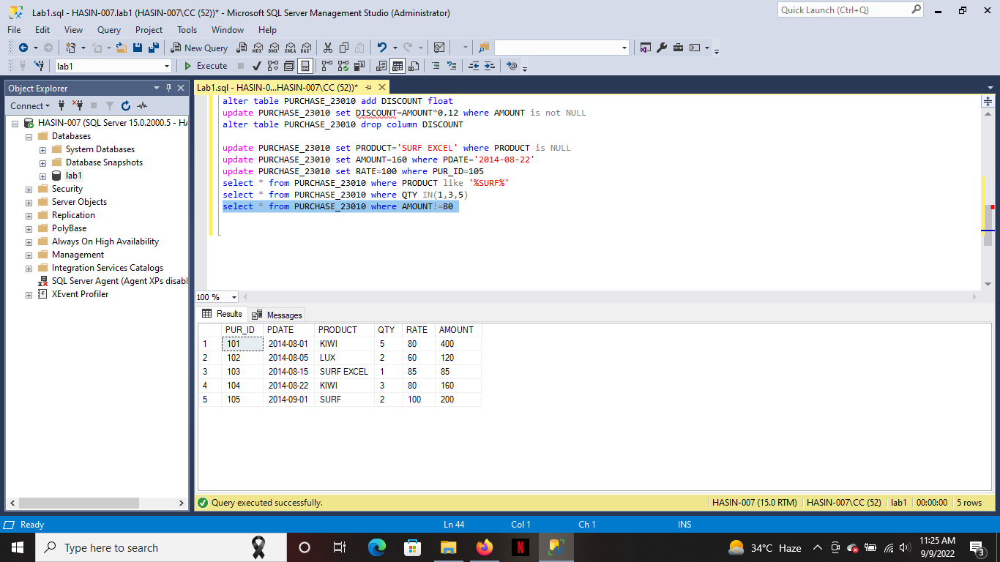 Lab1.sql - HASIN-007.lab1 (HASIN-007\CC (52))* - Microsoft SQL Server Management Studio (Administrator)
Quick Launch (Ctrl+Q)
File Edit View Query Project Tools Window Help
New Query MDX DMX XMLA DAX
lab1 Execute
Object Explorer
Lab1.sql - HASIN-0...HASIN-007\CC (52))*
Connect
HASIN-007 (SQL Server 15.0.2000.5 - HA
Databases
System Databases
Database Snapshots
lab1
Security
Server Objects
Replication
PolyBase
Always On High Availability
Management
Integration Services Catalogs
SQL Server Agent (Agent XPs disabl
XEvent Profiler
alter table PURCHASE_23010 add DISCOUNT float
update PURCHASE_23010 set DISCOUNT=AMOUNT*0.12 where AMOUNT is not NULL
alter table PURCHASE_23010 drop column DISCOUNT
update PURCHASE_23010 set PRODUCT='SURF EXCEL' where PRODUCT is NULL
update PURCHASE_23010 set AMOUNT=160 where PDATE='2014-08-22'
update PURCHASE_23010 set RATE=100 where PUR_ID=105
select * from PURCHASE_23010 where PRODUCT like '%SURF%'
select * from PURCHASE_23010 where QTY IN(1,3,5)
select * from PURCHASE_23010 where AMOUNT!=80
100 %
Results Messages
PUR_ID PDATE PRODUCT QTY RATE AMOUNT
1 101 2014-08-01 KIWI 5 80 400
2 102 2014-08-05 LUX 2 60 120
3 103 2014-08-15 SURF EXCEL 1 85 85
4 104 2014-08-22 KIWI 3 80 160
5 105 2014-09-01 SURF 2 100 200
Query executed successfully.
HASIN-007 (15.0 RTM) HASIN-007\CC (52) lab1 00:00:00 5 rows
Ready Ln 44 Col 1 Ch 1 INS
Type here to search
N
34°C Haze
11:25 AM
9/9/2022
3